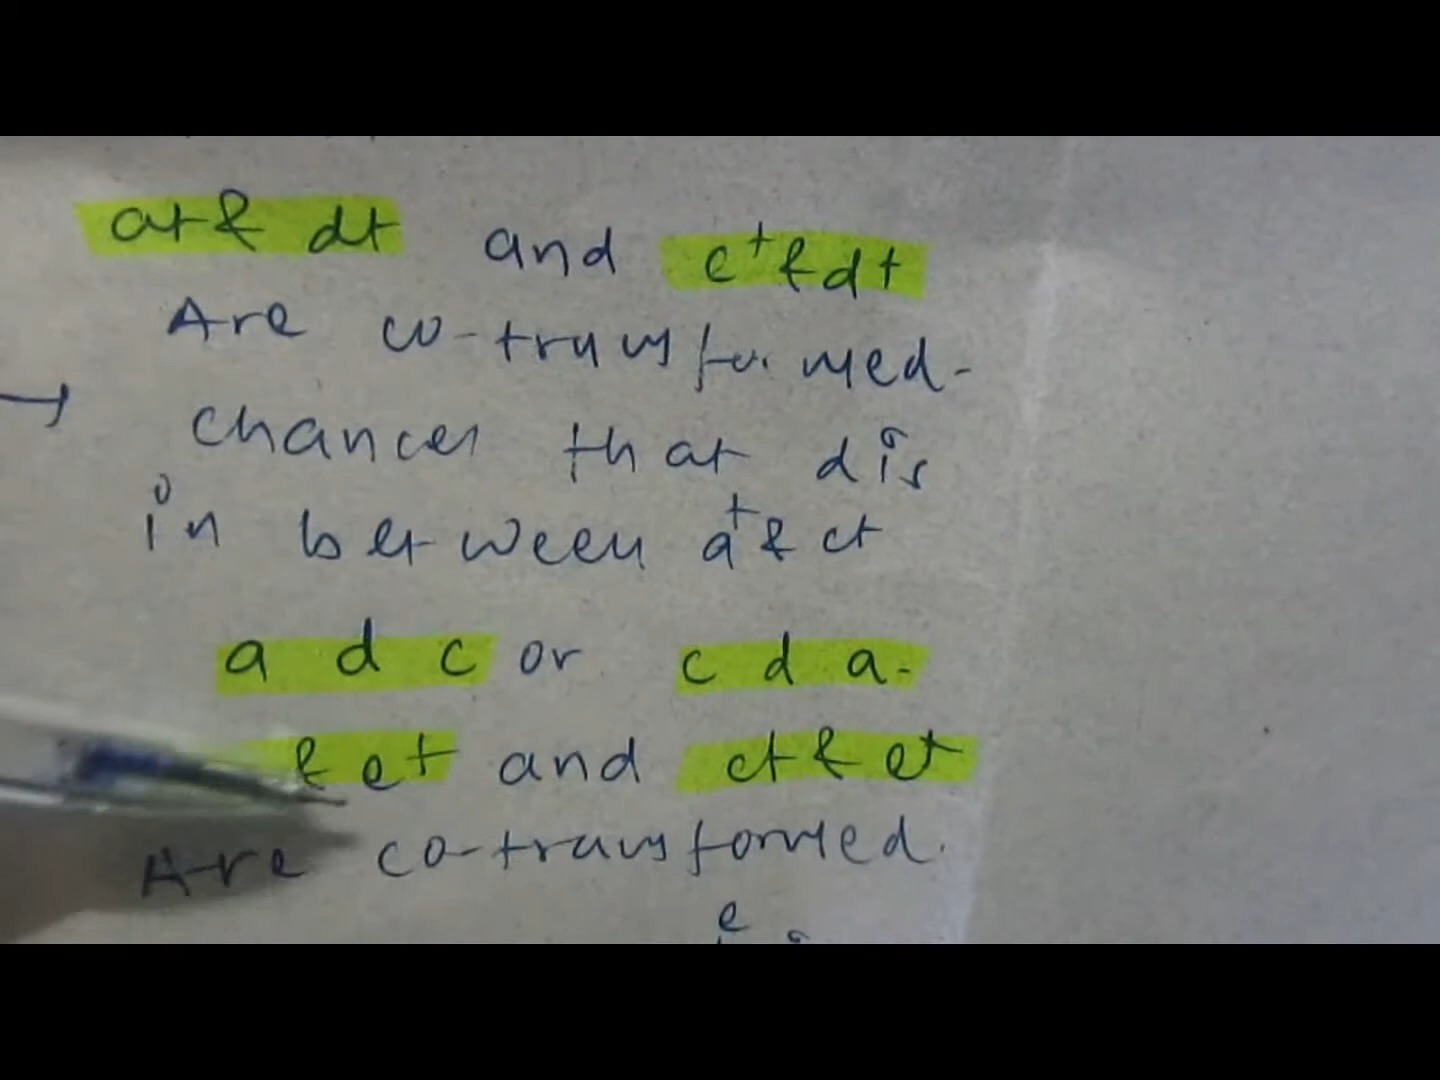 a+ & d+ and c+ & d+
Are co-transformed-
chances that d is
in between a+ & c+
a d c or c d a.
& e+ and c+ & e+
Are co-transformed.
e